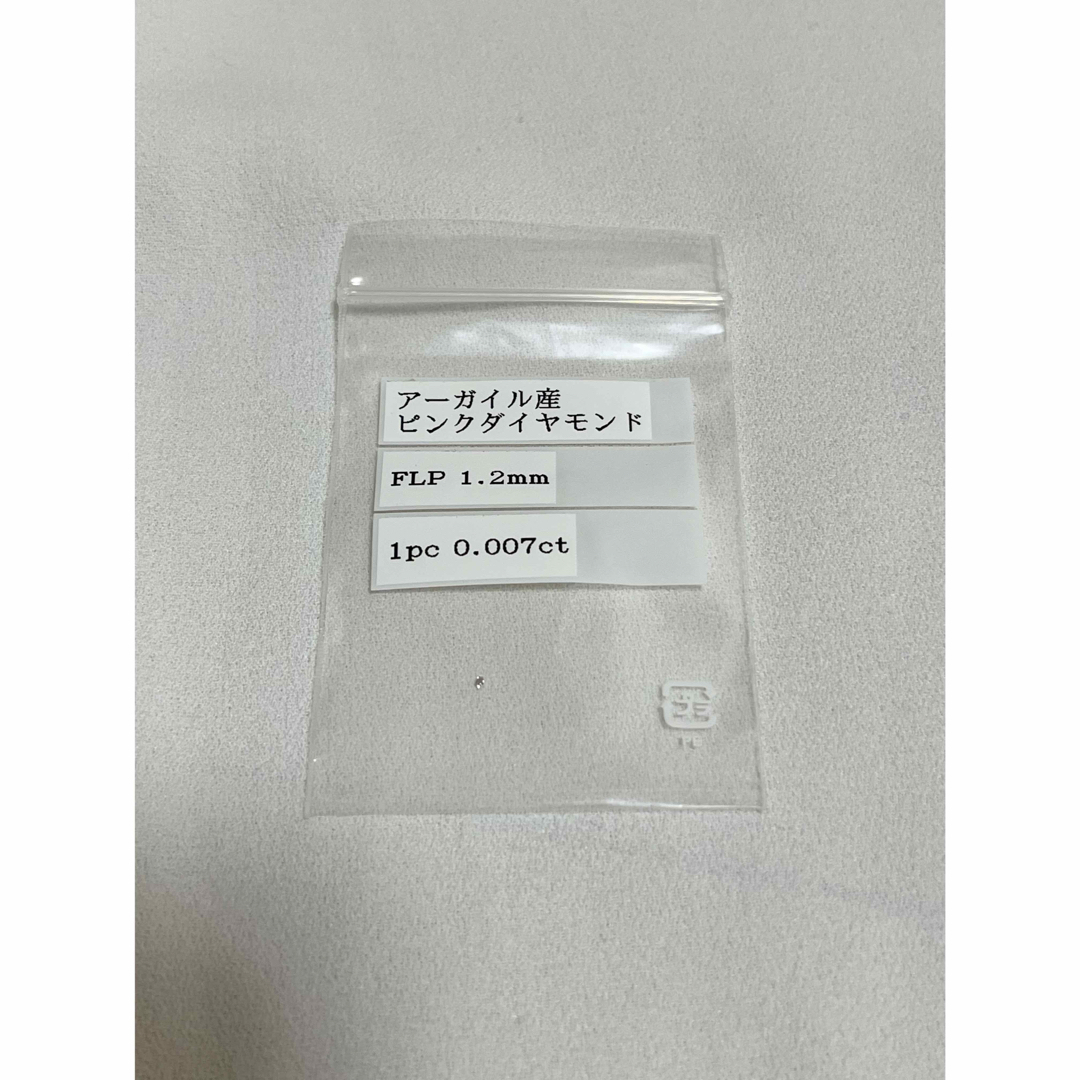 アーガイル産
ピンクダイヤモンド
FLP 1.2mm
1pc 0.007ct